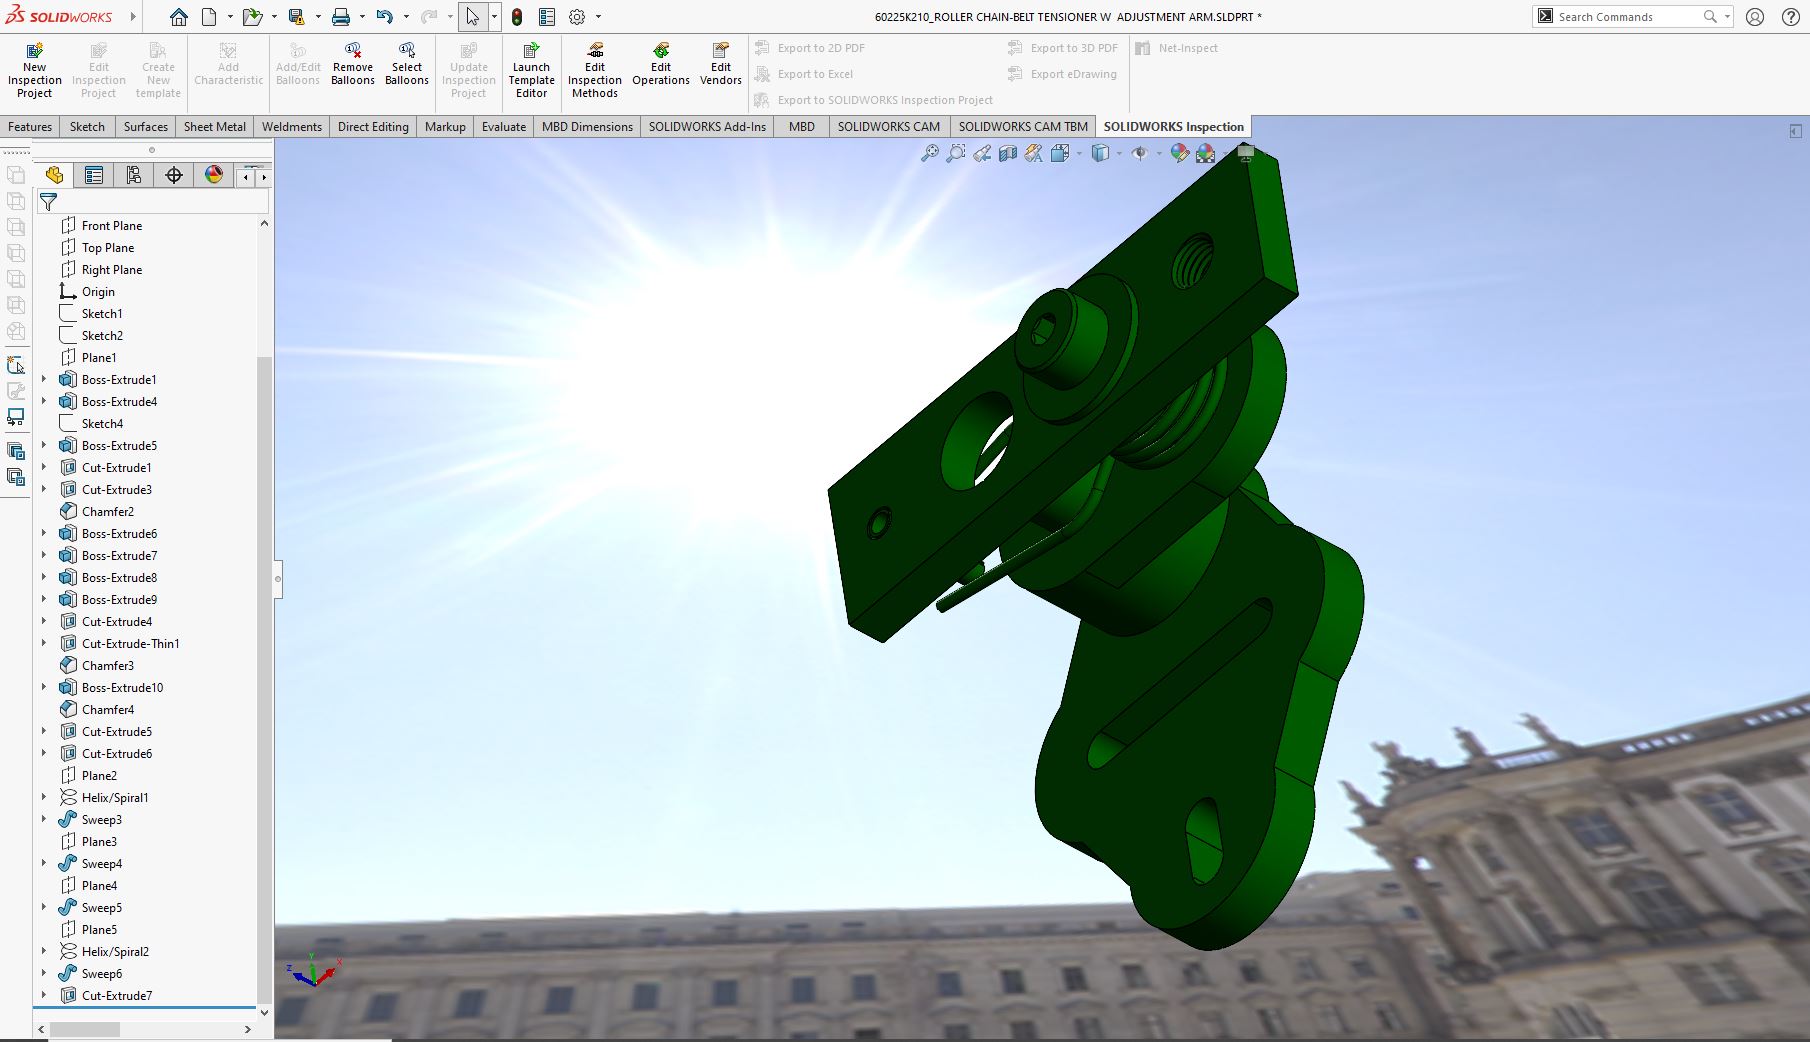 SOLIDWORKS
60225K210_ROLLER CHAIN-BELT TENSIONER W  ADJUSTMENT ARM.SLDPRT *
Search Commands
New Inspection Project
Edit Inspection Project
Create New template
Add Characteristic
Add/Edit Balloons
Remove Balloons
Select Balloons
Update Inspection Project
Launch Template Editor
Edit Inspection Methods
Edit Operations
Edit Vendors
Export to 2D PDF
Export to Excel
Export to SOLIDWORKS Inspection Project
Export to 3D PDF
Export eDrawing
Net-Inspect
Features
Sketch
Surfaces
Sheet Metal
Weldments
Direct Editing
Markup
Evaluate
MBD Dimensions
SOLIDWORKS Add-Ins
MBD
SOLIDWORKS CAM
SOLIDWORKS CAM TBM
SOLIDWORKS Inspection
Front Plane
Top Plane
Right Plane
Origin
Sketch1
Sketch2
Plane1
Boss-Extrude1
Boss-Extrude4
Sketch4
Boss-Extrude5
Cut-Extrude1
Cut-Extrude3
Chamfer2
Boss-Extrude6
Boss-Extrude7
Boss-Extrude8
Boss-Extrude9
Cut-Extrude4
Cut-Extrude-Thin1
Chamfer3
Boss-Extrude10
Chamfer4
Cut-Extrude5
Cut-Extrude6
Plane2
Helix/Spiral1
Sweep3
Plane3
Sweep4
Plane4
Sweep5
Plane5
Helix/Spiral2
Sweep6
Cut-Extrude7
Y
X
Z